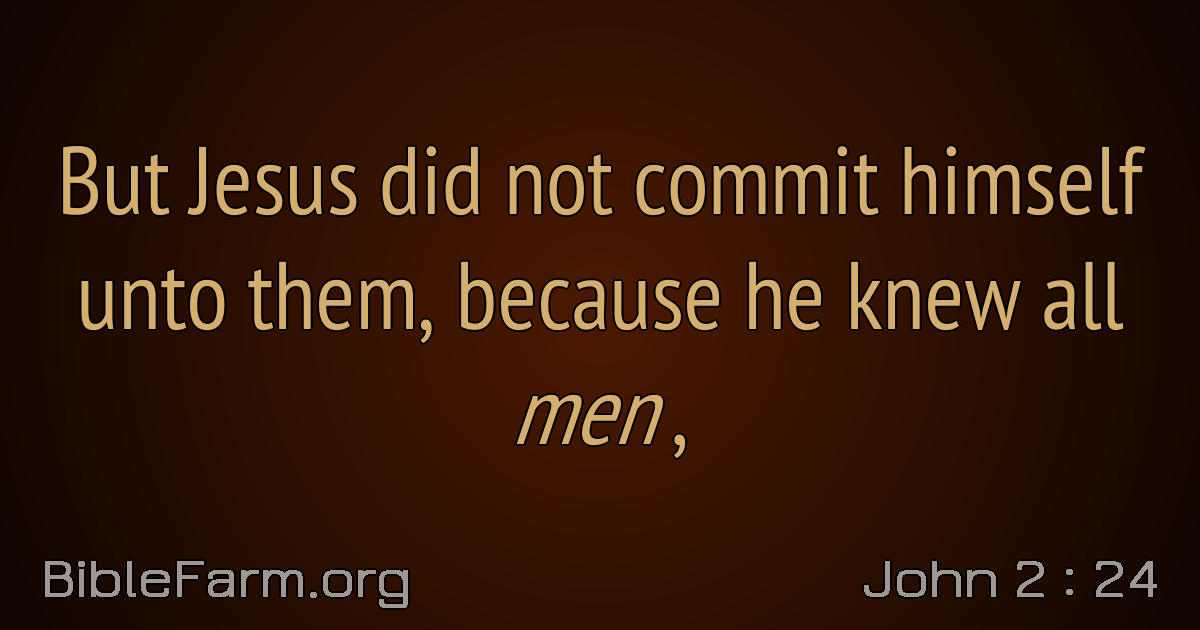 But Jesus did not commit himself
unto them, because he knew all
men,
BibleFarm.org
John 2 : 24